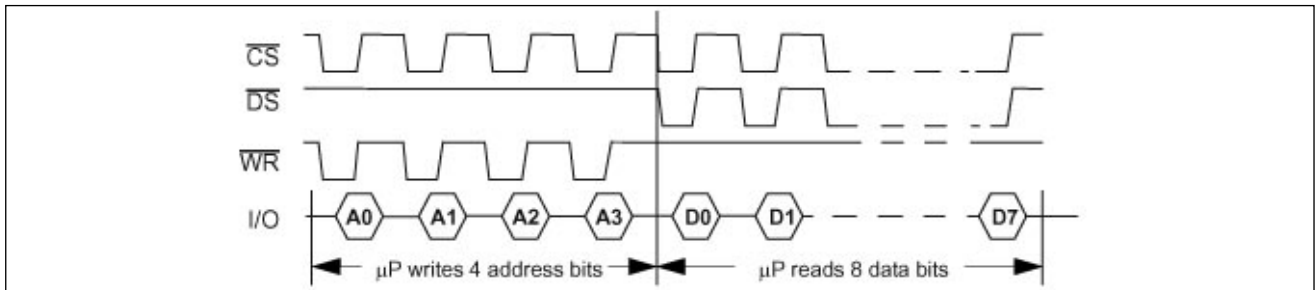 CS
DS
WR
I/O A0 A1 A2 A3 D0 D1 D7
μP writes 4 address bits μP reads 8 data bits